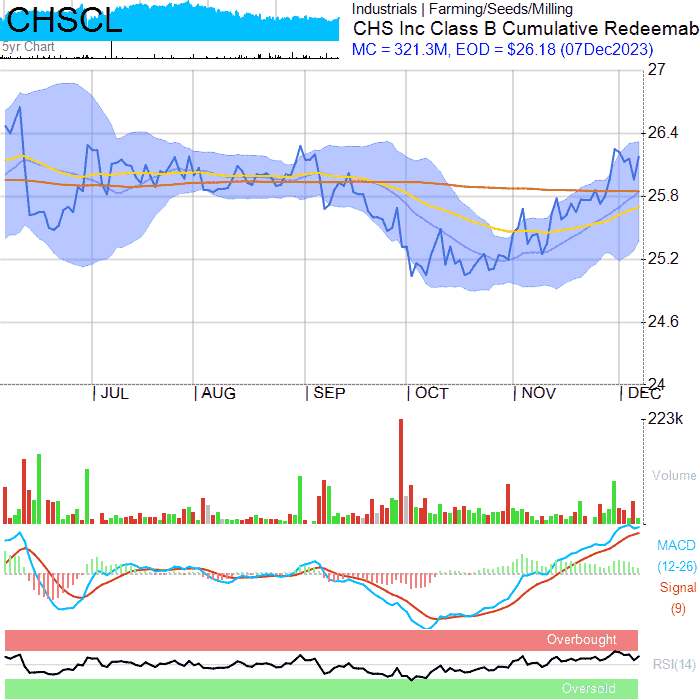 CHSCL
5yr Chart
Industrials | Farming/Seeds/Milling
CHS Inc Class B Cumulative Redeemab
MC = 321.3M, EOD = $26.18 (07Dec2023)
27
26.4
25.8
25.2
24.6
24
JUL AUG SEP OCT NOV DEC
223k
Volume
MACD
(12-26)
Signal
(9)
Overbought
RSI(14)
Oversold